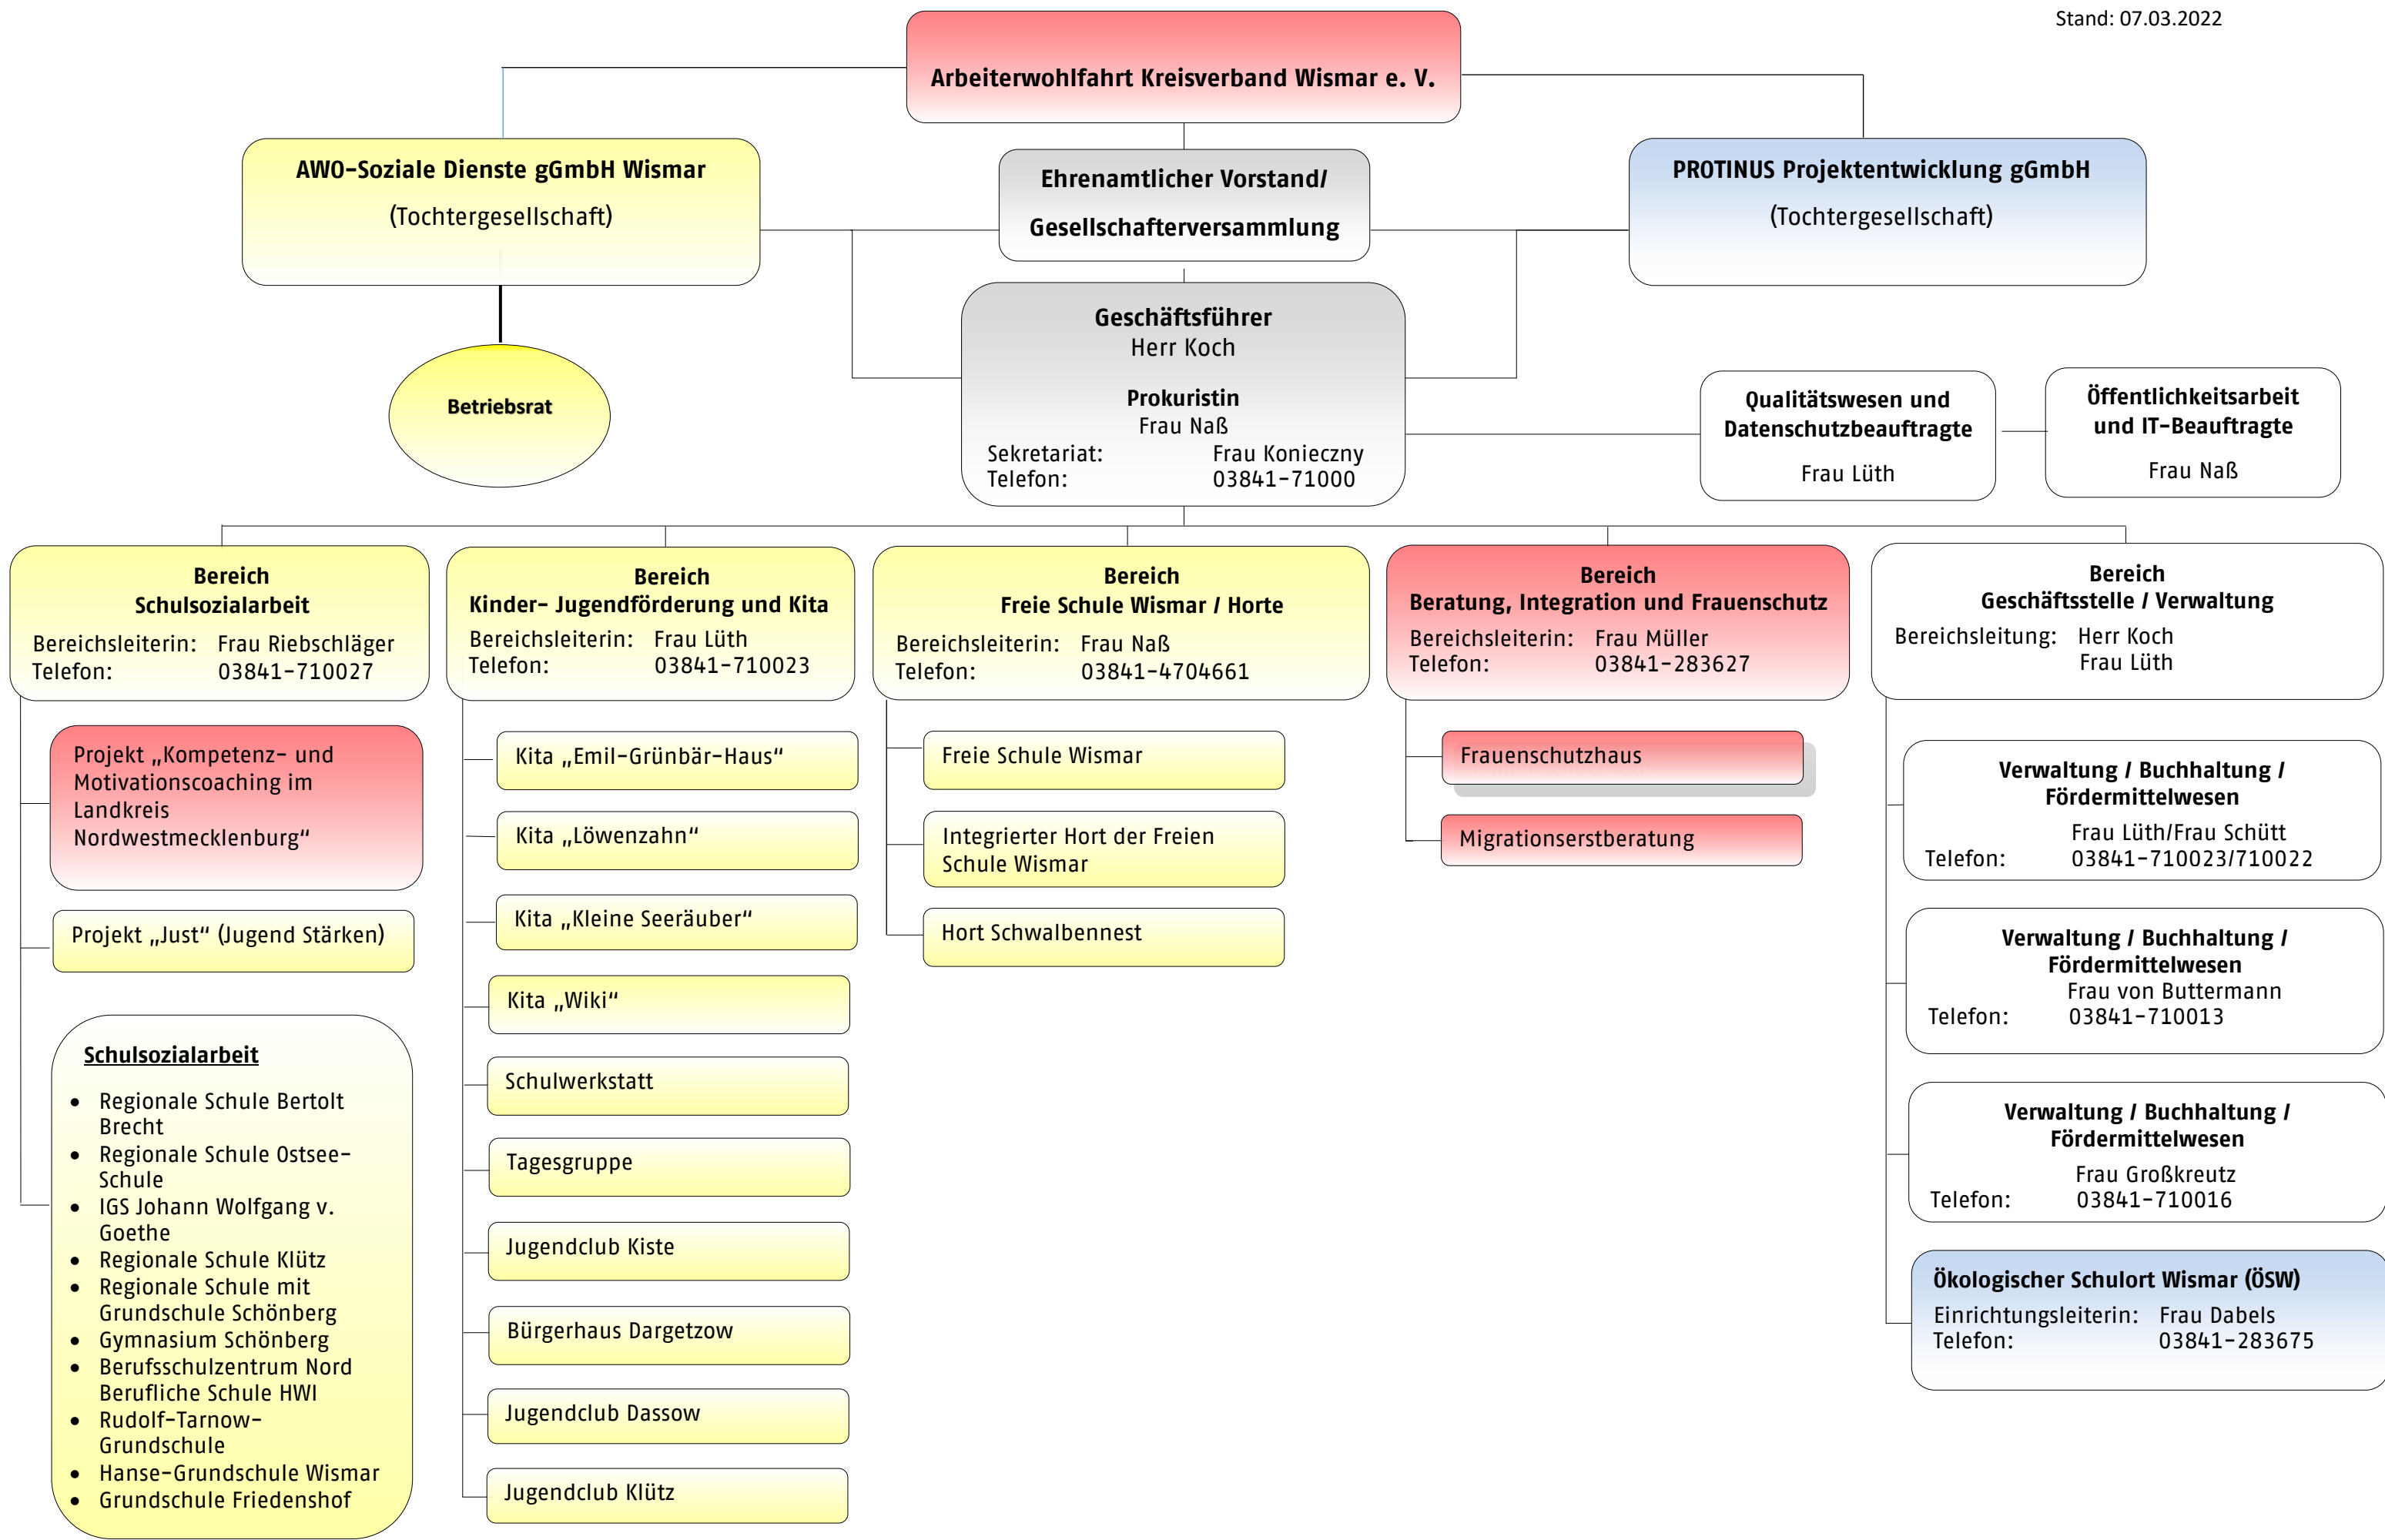 Stand: 07.03.2022
Arbeiterwohlfahrt Kreisverband Wismar e. V.
AWO-Soziale Dienste gGmbH Wismar
(Tochtergesellschaft)
Ehrenamtlicher Vorstand/
Gesellschafterversammlung
PROTINUS Projektentwicklung gGmbH
(Tochtergesellschaft)
Betriebsrat
Geschäftsführer
Herr Koch
Prokuristin
Frau Naß
Sekretariat: Frau Konieczny
Telefon: 03841-71000
Qualitätswesen und
Datenschutzbeauftragte
Frau Lüth
Öffentlichkeitsarbeit
und IT-Beauftragte
Frau Naß
Bereich
Schulsozialarbeit
Bereichsleiterin: Frau Riebschläger
Telefon: 03841-710027
Projekt „Kompetenz- und
Motivationscoaching im
Landkreis
Nordwestmecklenburg“
Projekt „Just“ (Jugend Stärken)
Schulsozialarbeit
• Regionale Schule Bertolt
Brecht
• Regionale Schule Ostsee-
Schule
• IGS Johann Wolfgang v.
Goethe
• Regionale Schule Klütz
• Regionale Schule mit
Grundschule Schönberg
• Gymnasium Schönberg
• Berufsschulzentrum Nord
Berufliche Schule HWI
• Rudolf-Tarnow-
Grundschule
• Hanse-Grundschule Wismar
• Grundschule Friedenshof
Bereich
Kinder- Jugendförderung und Kita
Bereichsleiterin: Frau Lüth
Telefon: 03841-710023
Kita „Emil-Grünbär-Haus“
Kita „Löwenzahn“
Kita „Kleine Seeräuber“
Kita „Wiki“
Schulwerkstatt
Tagesgruppe
Jugendclub Kiste
Bürgerhaus Dargetzow
Jugendclub Dassow
Jugendclub Klütz
Bereich
Freie Schule Wismar / Horte
Bereichsleiterin: Frau Naß
Telefon: 03841-4704661
Freie Schule Wismar
Integrierter Hort der Freien
Schule Wismar
Hort Schwalbennest
Bereich
Beratung, Integration und Frauenschutz
Bereichsleiterin: Frau Müller
Telefon: 03841-283627
Frauenschutzhaus
Migrationserstberatung
Bereich
Geschäftsstelle / Verwaltung
Bereichsleitung: Herr Koch
Frau Lüth
Verwaltung / Buchhaltung /
Fördermittelwesen
Frau Lüth/Frau Schütt
Telefon: 03841-710023/710022
Verwaltung / Buchhaltung /
Fördermittelwesen
Frau von Buttermann
Telefon: 03841-710013
Verwaltung / Buchhaltung /
Fördermittelwesen
Frau Großkreutz
Telefon: 03841-710016
Ökologischer Schulort Wismar (ÖSW)
Einrichtungsleiterin: Frau Dabels
Telefon: 03841-283675